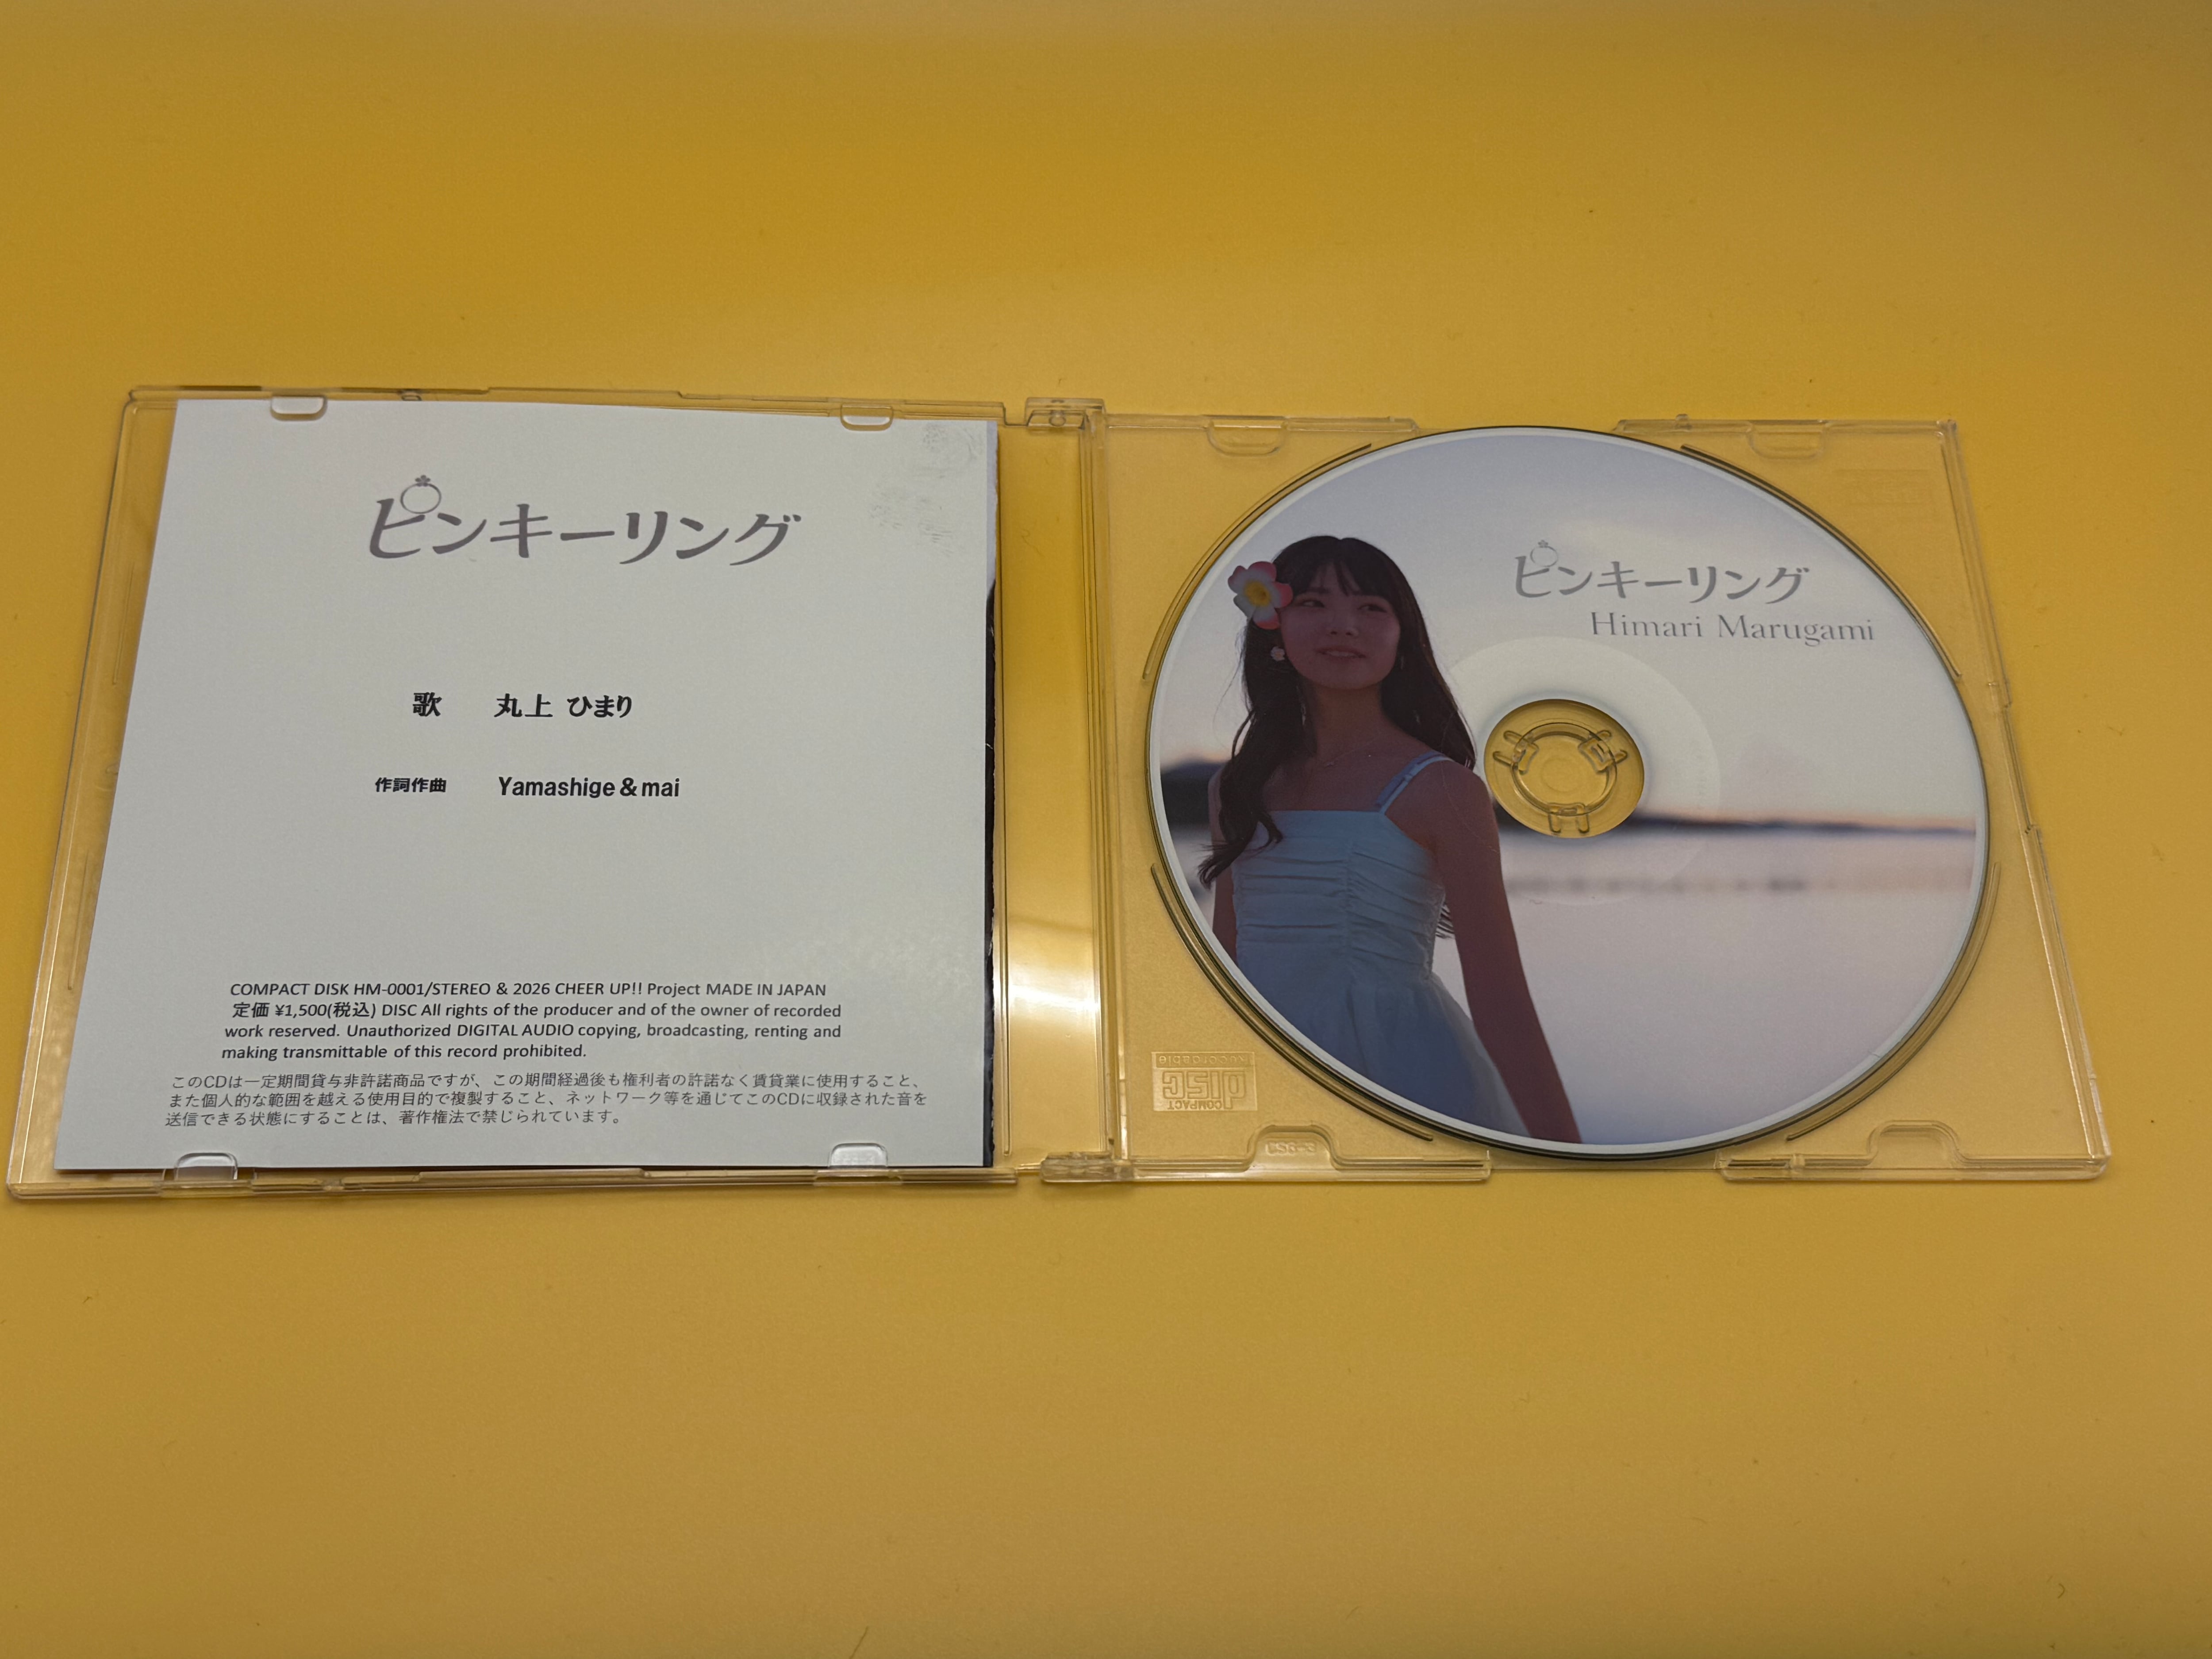 ピンキーリング
歌 丸上 ひまり
作詞作曲 Yamashige&mai
COMPACT DISK HM-0001/STEREO & 2026 CHEER UP!! Project MADE IN JAPAN
定価 ¥1,500(税込) DISC All rights of the producer and of the owner of recorded
work reserved. Unauthorized DIGITAL AUDIO copying, broadcasting, renting and
making transmittable of this record prohibited.
このCDは一定期間貸与非許諾商品ですが、この期間経過後も権利者の許諾なく賃貸業に使用すること、
また個人的な範囲を越える使用目的で複製すること、ネットワーク等を通じてこのCDに収録された音を
送信できる状態にすることは、著作権法で禁じられています。
ピンキーリング
Himari Marugami
Recordable
disc
COMPACT